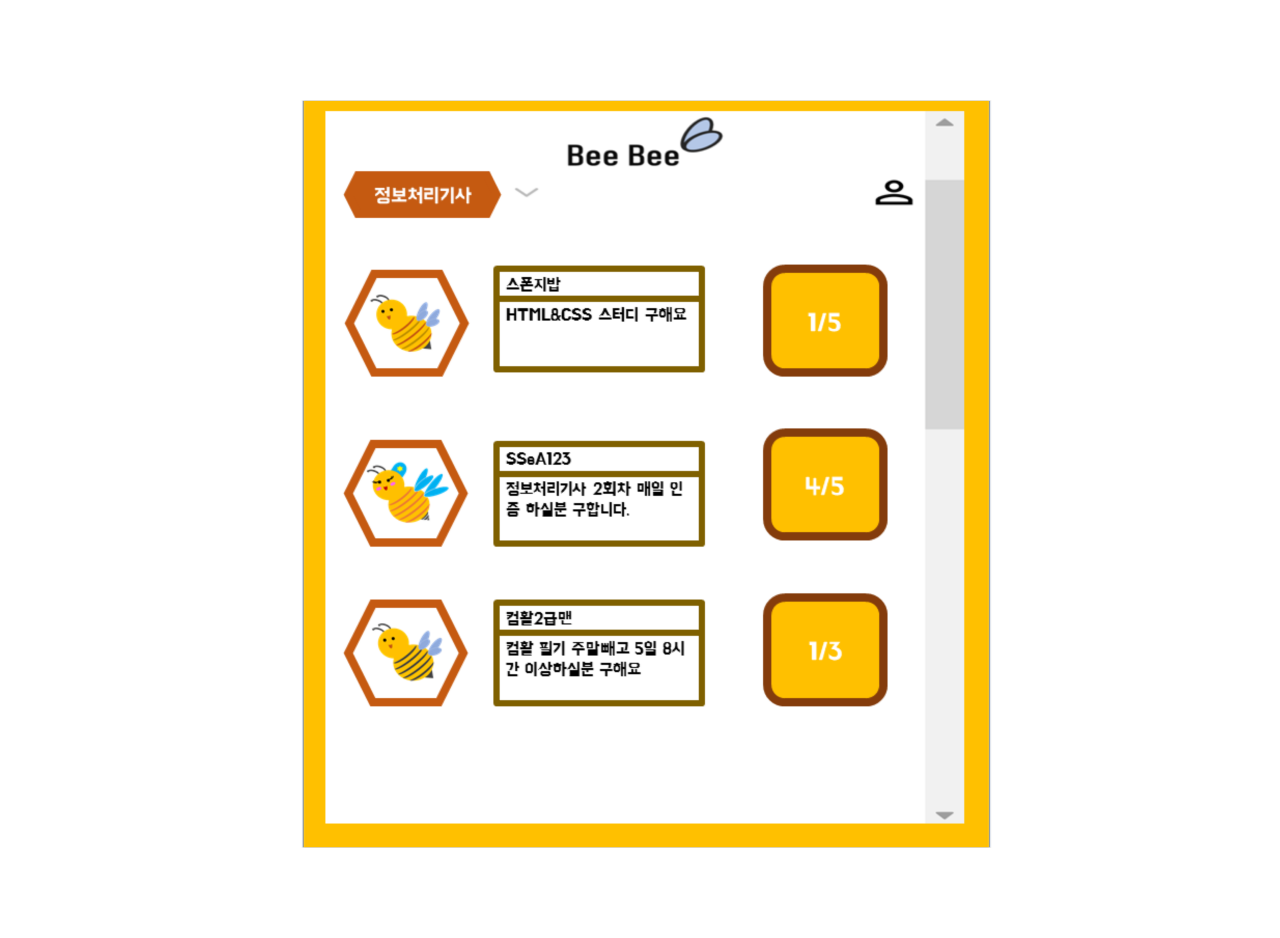 Bee Bee
정보처리기사
스폰지밥
HTML&CSS 스터디 구해요
1/5
SSeA123
정보처리기사 2회차 매일 인
증 하실분 구합니다.
4/5
컴활2급맨
컴활 필기 주말빼고 5일 8시
간 이상하실분 구해요
1/3